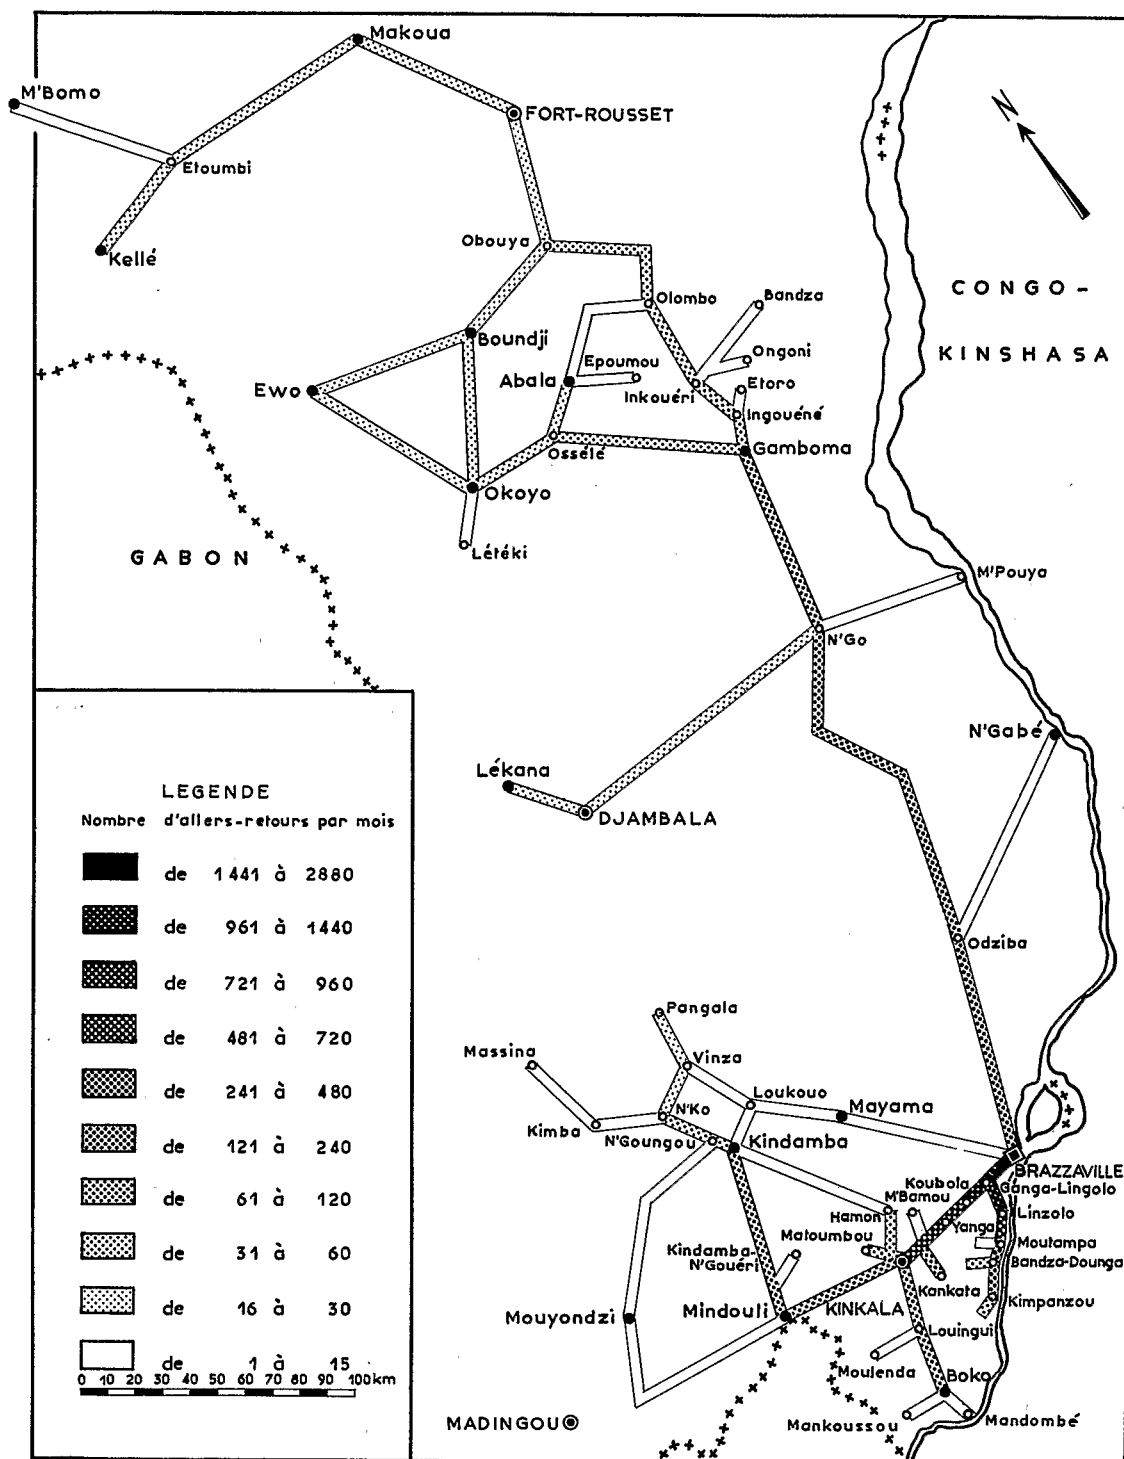 Makoua
M'Bomo
FORT-ROUSSET
N
Etoumbi
Kellé
Obouya
CONGO-
KINSHASA
Olombo
Bandza
Boundji
Ongoni
Epoumou
Ewo
Abala
Etoro
Inkouéri
Ingouéné
Ossélé
Gamboma
Okoyo
Létéki
GABON
M'Pouya
N'Go
N'Gabé
Lékana
DJAMBALA
Odziba
Pangala
Massina
Vinza
Loukouo
Mayama
N'Ko
Kimba
N'Goungou
Kindamba
BRAZZAVILLE
Koubola
Ganga-Lingolo
M'Bamou
Hamon
Linzolo
Yanga
Matoumbou
Moutampa
Kindamba-
N'Gouéri
Bandza-Dounga
Kankata
Kimpanzou
Mouyondzi
Mindouli
KINKALA
Louingui
Moulenda
Boko
Mankoussou
Mandombé
MADINGOU
LEGENDE
Nombre d'allers-retours par mois
de 1441 à 2880
de 961 à 1440
de 721 à 960
de 481 à 720
de 241 à 480
de 121 à 240
de 61 à 120
de 31 à 60
de 16 à 30
de 1 à 15
0 10 20 30 40 50 60 70 80 90 100km